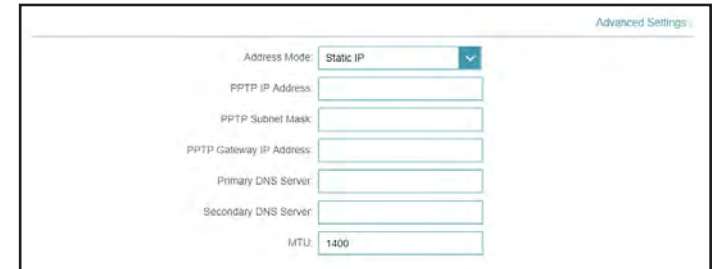 Advanced Settings
Address Mode: Static IP
PPTP IP Address:
PPTP Subnet Mask:
PPTP Gateway IP Address:
Primary DNS Server:
Secondary DNS Server:
MTU: 1400